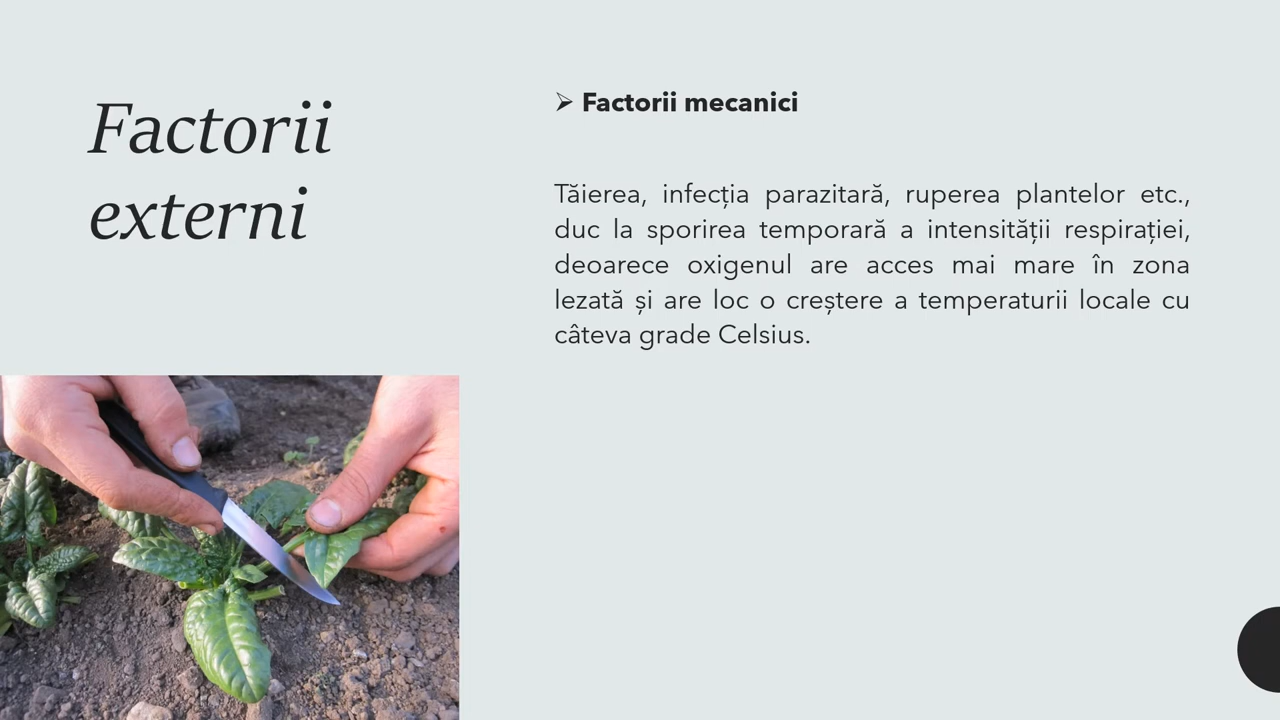 Factorii
externi
➢ Factorii mecanici
Tăierea, infecția parazitară, ruperea plantelor etc.,
duc la sporirea temporară a intensității respirației,
deoarece oxigenul are acces mai mare în zona
lezată și are loc o creștere a temperaturii locale cu
câteva grade Celsius.